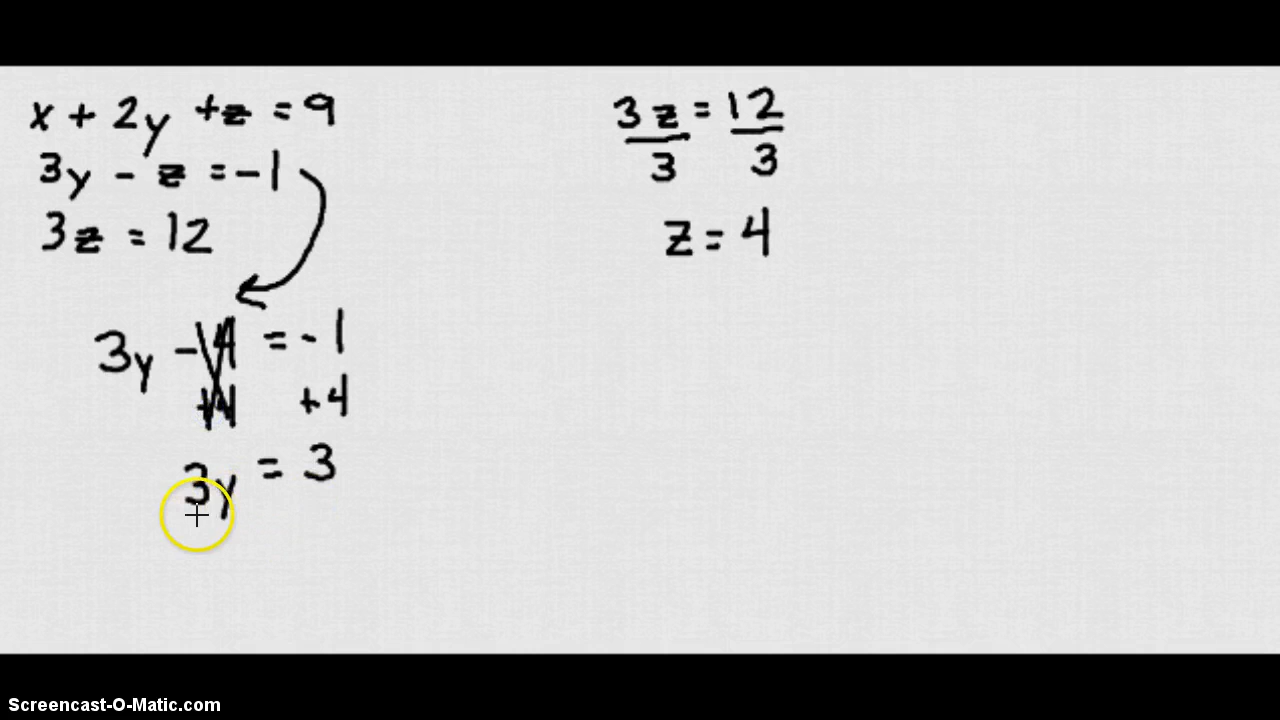 x + 2y + z = 9
3y - z = -1
3z = 12
3y - 4 = - 1
+4 +4
3y = 3
3z = 12
3 3
z = 4
Screencast-O-Matic.com